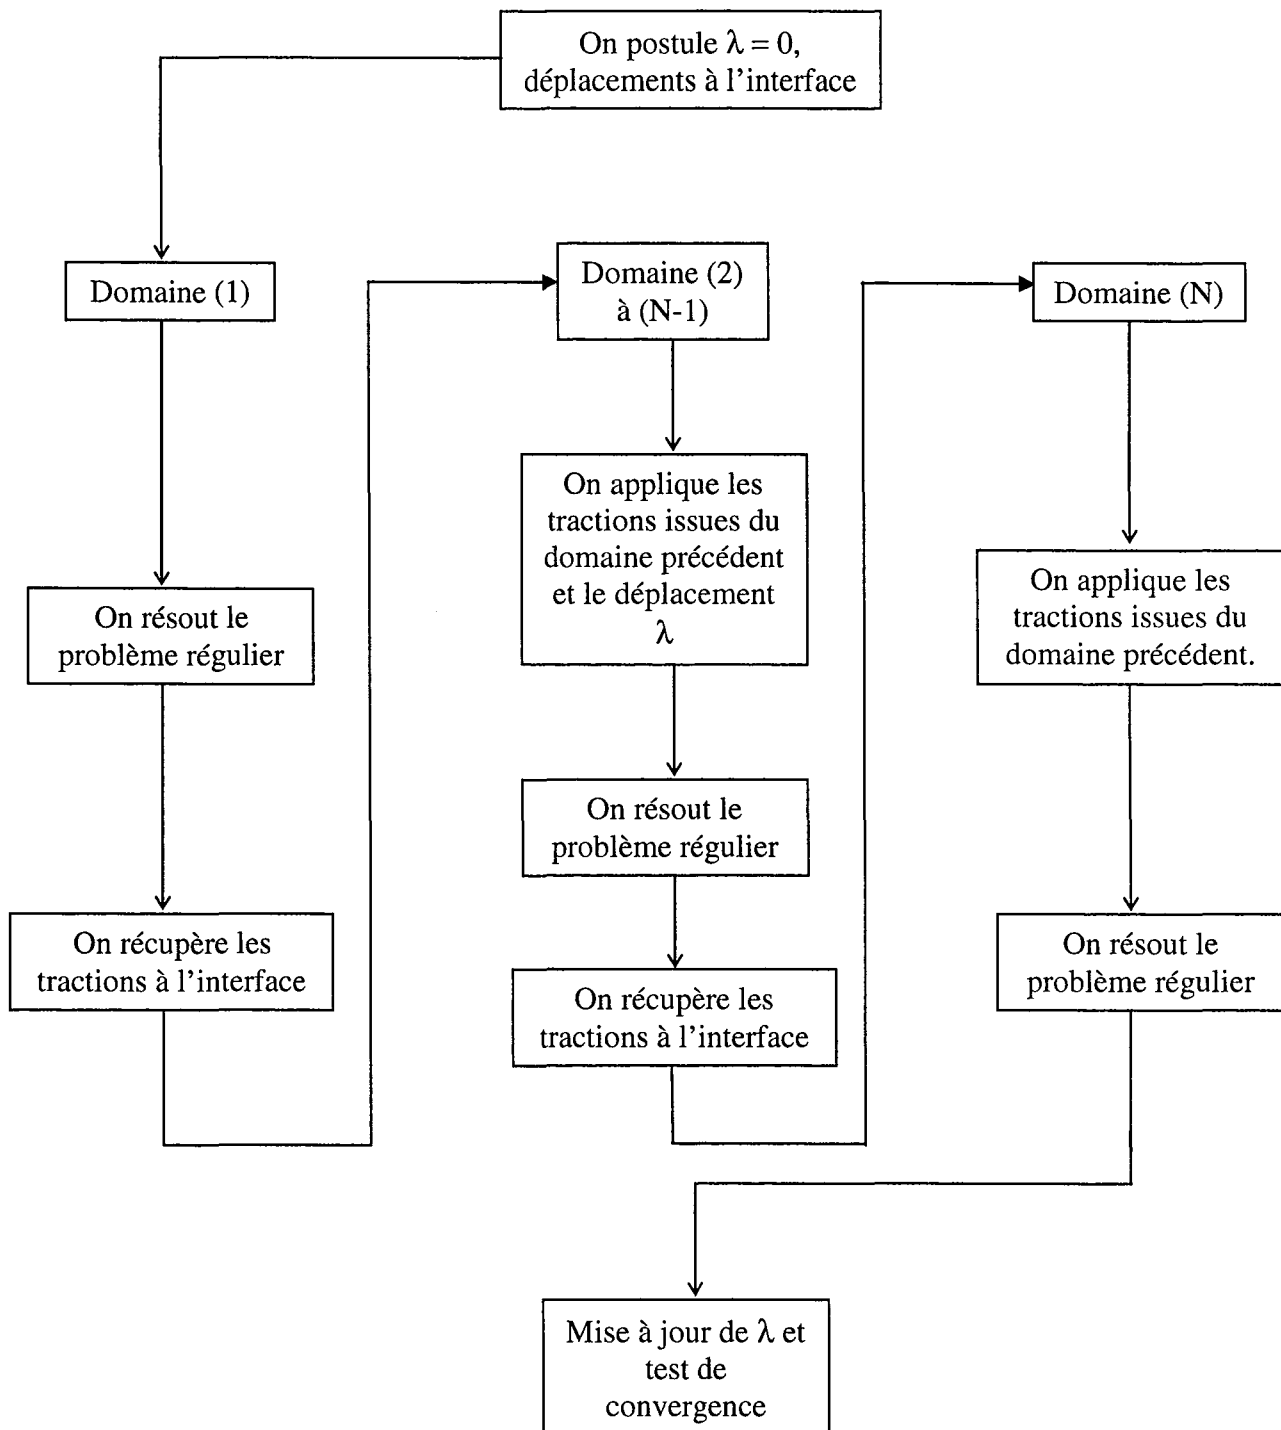 On postule λ = 0,
déplacements à l'interface
Domaine (1)
On résout le
problème régulier
On récupère les
tractions à l'interface
Domaine (2)
à (N-1)
On applique les
tractions issues du
domaine précédent
et le déplacement
λ
On résout le
problème régulier
On récupère les
tractions à l'interface
Domaine (N)
On applique les
tractions issues du
domaine précédent.
On résout le
problème régulier
Mise à jour de λ et
test de
convergence